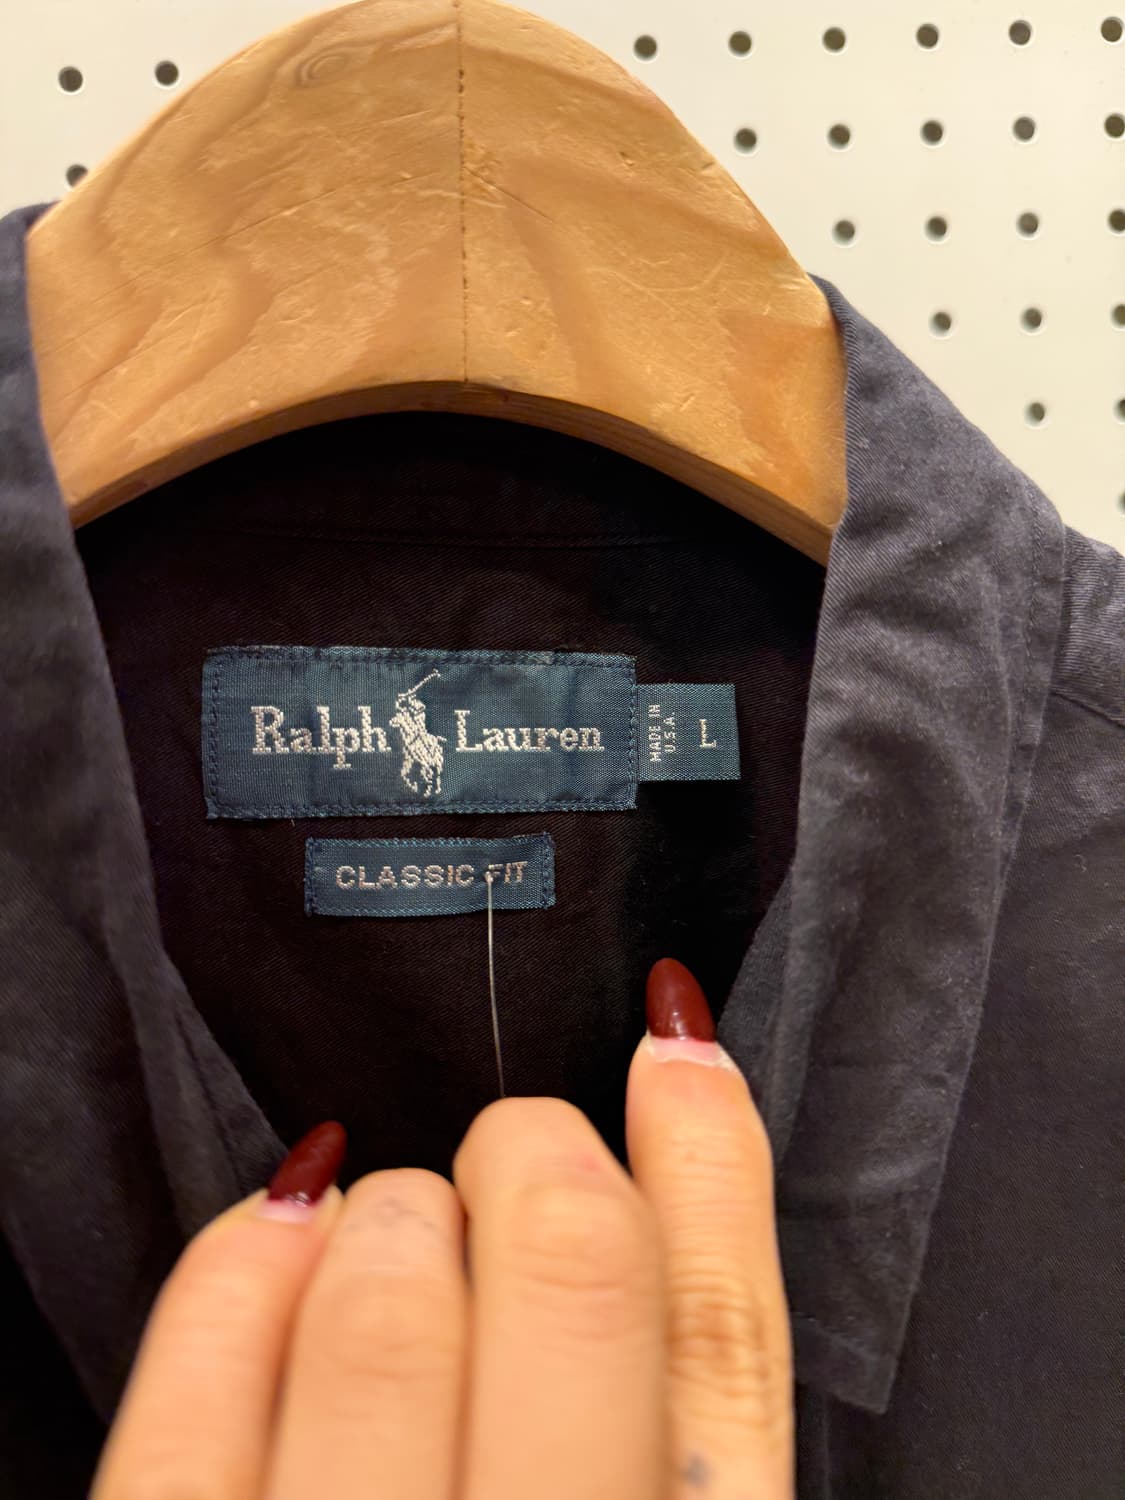 Ralph Lauren
MADE IN
U.S.A.
L
CLASSIC FIT